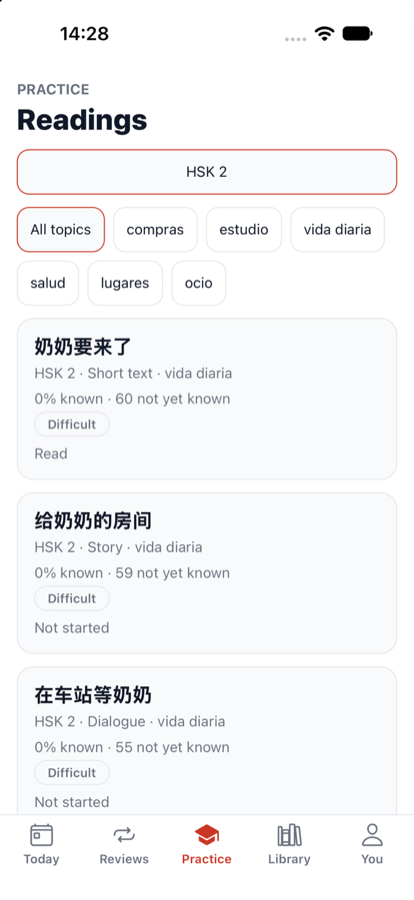 14:28
PRACTICE
Readings
HSK 2
All topics
compras
estudio
vida diaria
salud
lugares
ocio
奶奶要来了
HSK 2 · Short text · vida diaria
0% known · 60 not yet known
Difficult
Read
给奶奶的房间
HSK 2 · Story · vida diaria
0% known · 59 not yet known
Difficult
Not started
在车站等奶奶
HSK 2 · Dialogue · vida diaria
0% known · 55 not yet known
Difficult
Not started
Today
Reviews
Practice
Library
You